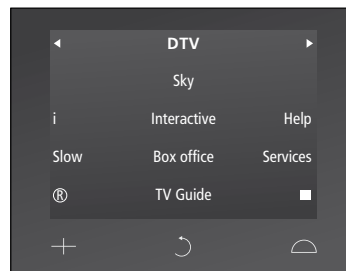 ◄ DTV ►
Sky
i Interactive Help
Slow Box office Services
® TV Guide ■